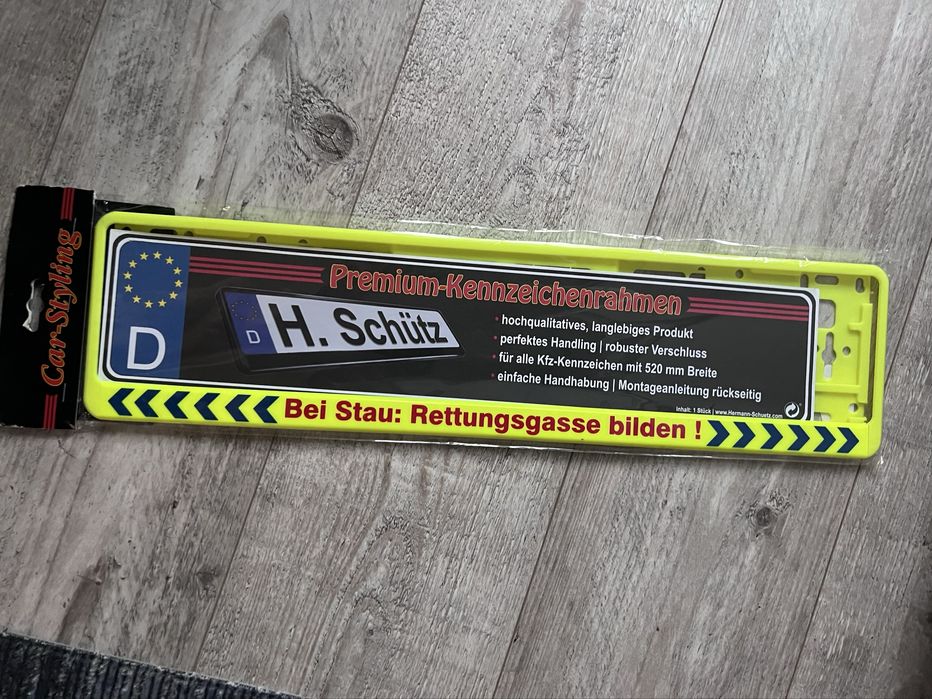 Car-Styling
D
Premium-Kennzeichenrahmen
D
H. Schütz
· hochqualitatives, langlebiges Produkt
· perfektes Handling | robuster Verschluss
· für alle Kfz-Kennzeichen mit 520 mm Breite
· einfache Handhabung | Montageanleitung rückseitig
Inhalt: 1 Stück | www.Hermann-Schuetz.com
Bei Stau: Rettungsgasse bilden !